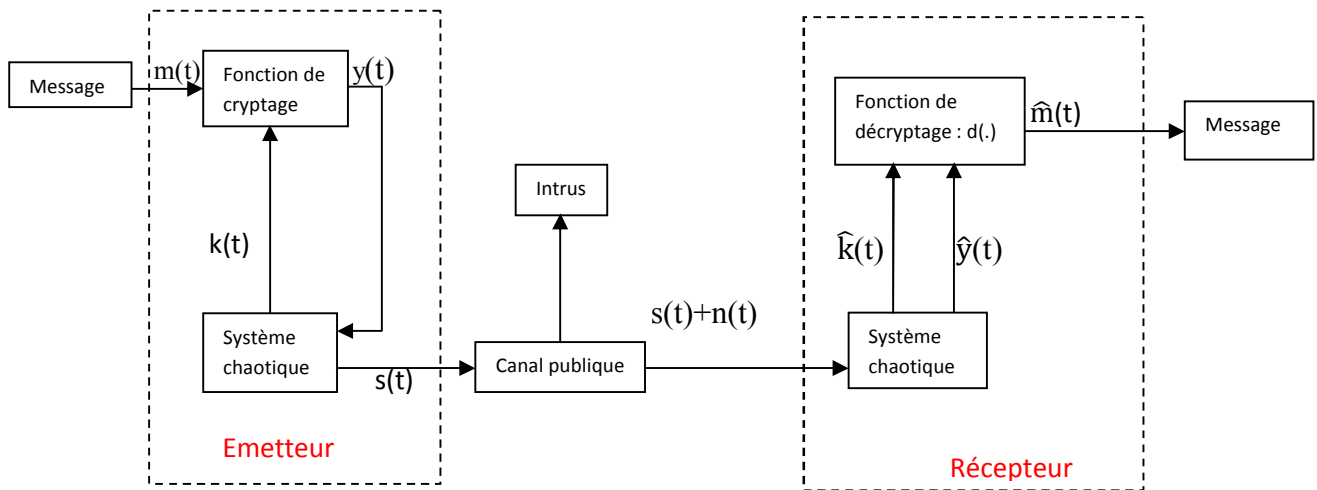 Message
m(t)
Fonction de
cryptage
y(t)
k(t)
Système
chaotique
s(t)
Emetteur
Intrus
Canal publique
s(t)+n(t)
Fonction de
décryptage : d(.)
m̂(t)
Message
k̂(t)
ŷ(t)
Système
chaotique
Récepteur